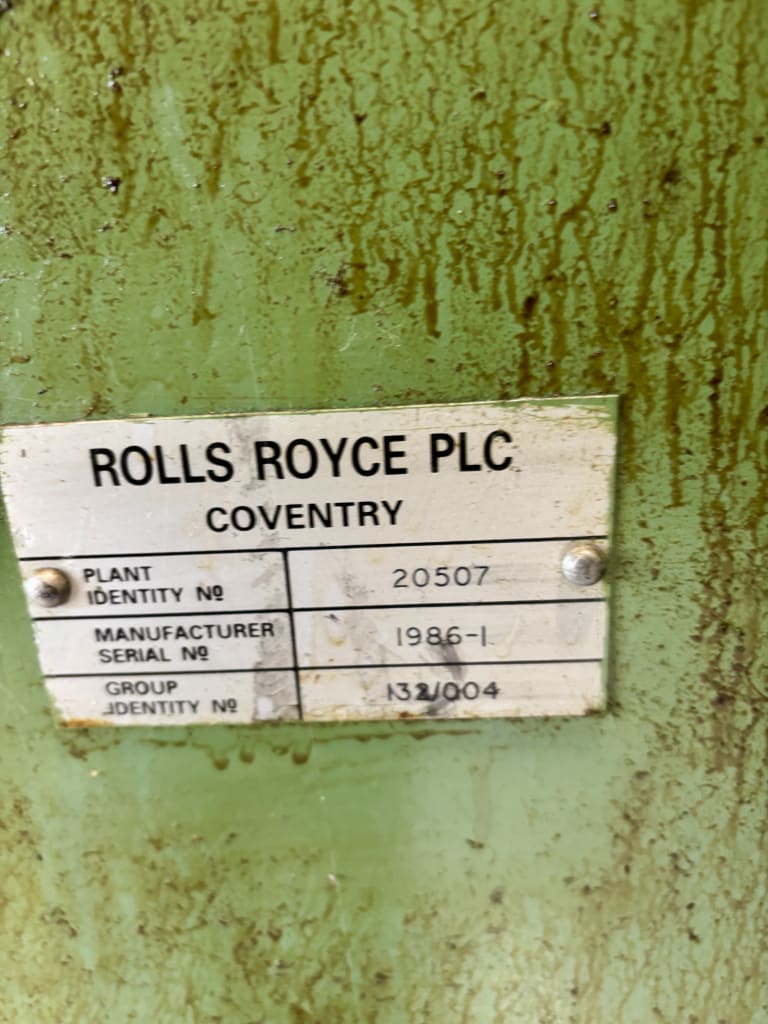 ROLLS ROYCE PLC
COVENTRY
PLANT
IDENTITY Nº
20507
MANUFACTURER
SERIAL Nº
1986-1
GROUP
IDENTITY Nº
132/004